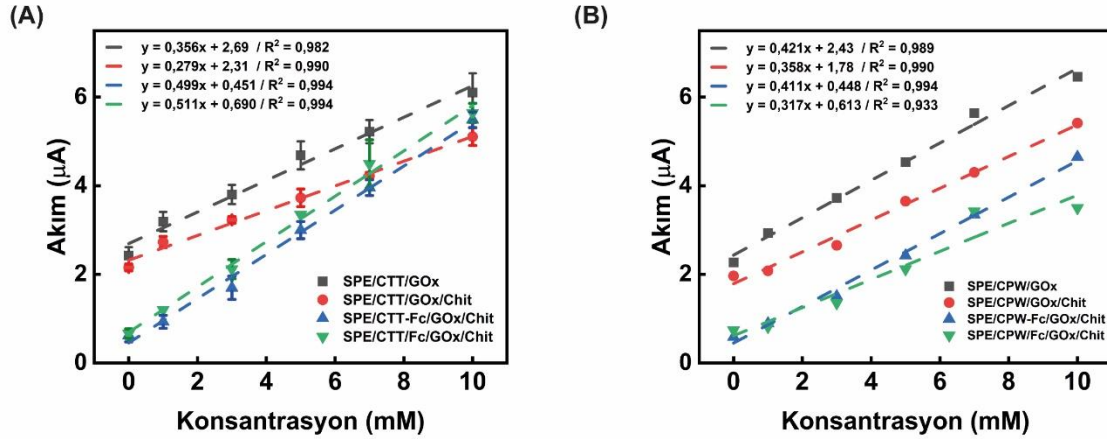 (A)
y = 0,356x + 2,69 / R² = 0,982
y = 0,279x + 2,31 / R² = 0,990
y = 0,499x + 0,451 / R² = 0,994
y = 0,511x + 0,690 / R² = 0,994
6
4
2
0
Akım (µA)
SPE/CTT/GOx
SPE/CTT/GOx/Chit
SPE/CTT-Fc/GOx/Chit
SPE/CTT/Fc/GOx/Chit
0 2 4 6 8 10
Konsantrasyon (mM)
(B)
y = 0,421x + 2,43 / R² = 0,989
y = 0,358x + 1,78 / R² = 0,990
y = 0,411x + 0,448 / R² = 0,994
y = 0,317x + 0,613 / R² = 0,933
6
4
2
0
Akım (µA)
SPE/CPW/GOx
SPE/CPW/GOx/Chit
SPE/CPW-Fc/GOx/Chit
SPE/CPW/Fc/GOx/Chit
0 2 4 6 8 10
Konsantrasyon (mM)